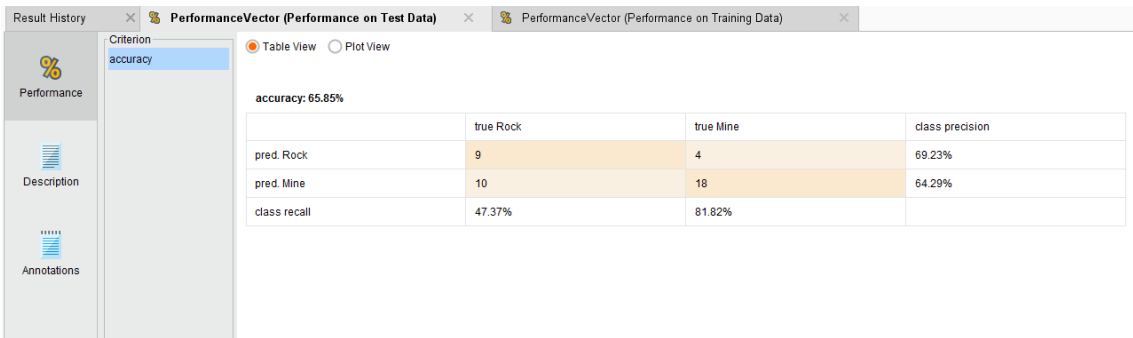 Result History
PerformanceVector (Performance on Test Data)
PerformanceVector (Performance on Training Data)
% Performance
Description
Annotations
Criterion
accuracy
Table View Plot View
accuracy: 65.85%
true Rock true Mine class precision
pred. Rock 9 4 69.23%
pred. Mine 10 18 64.29%
class recall 47.37% 81.82%